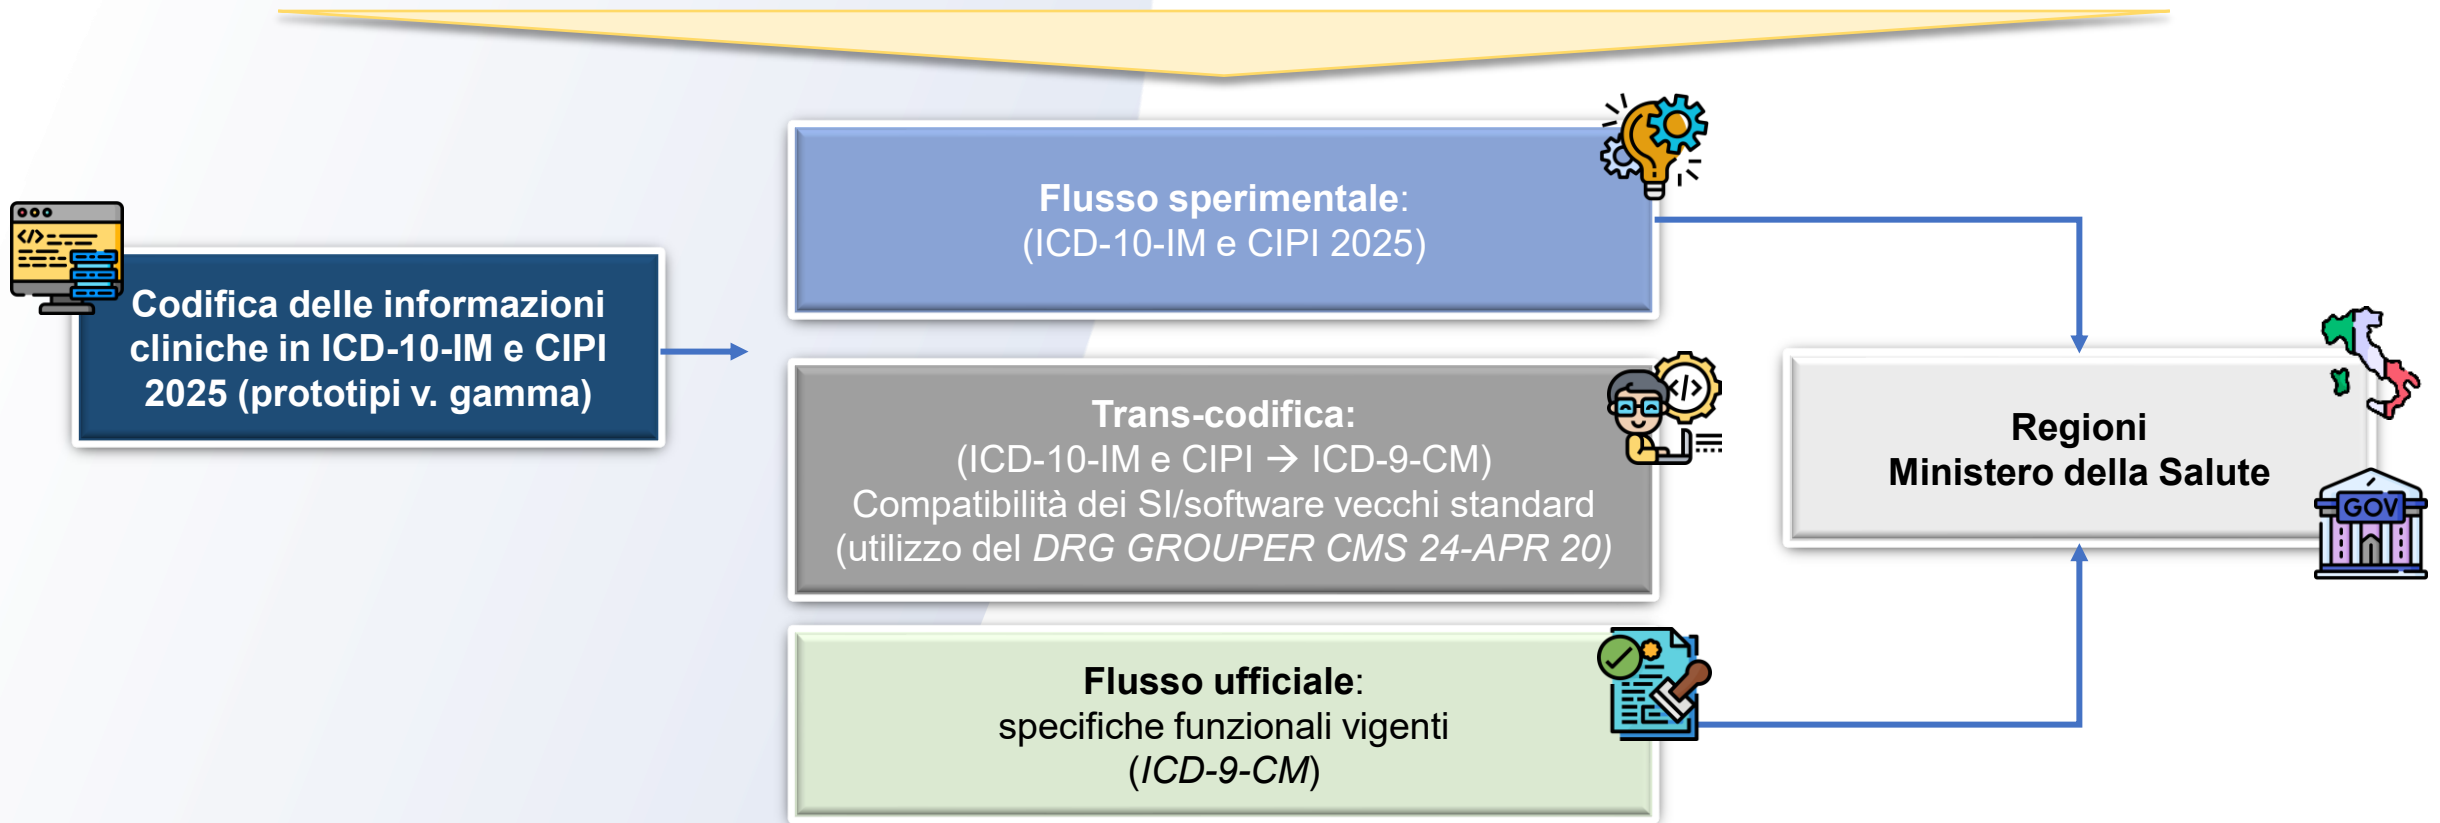 Codifica delle informazioni
cliniche in ICD-10-IM e CIPI
2025 (prototipi v. gamma)
Flusso sperimentale:
(ICD-10-IM e CIPI 2025)
Trans-codifica:
(ICD-10-IM e CIPI → ICD-9-CM)
Compatibilità dei SI/software vecchi standard
(utilizzo del DRG GROUPER CMS 24-APR 20)
Flusso ufficiale:
specifiche funzionali vigenti
(ICD-9-CM)
Regioni
Ministero della Salute
GOV